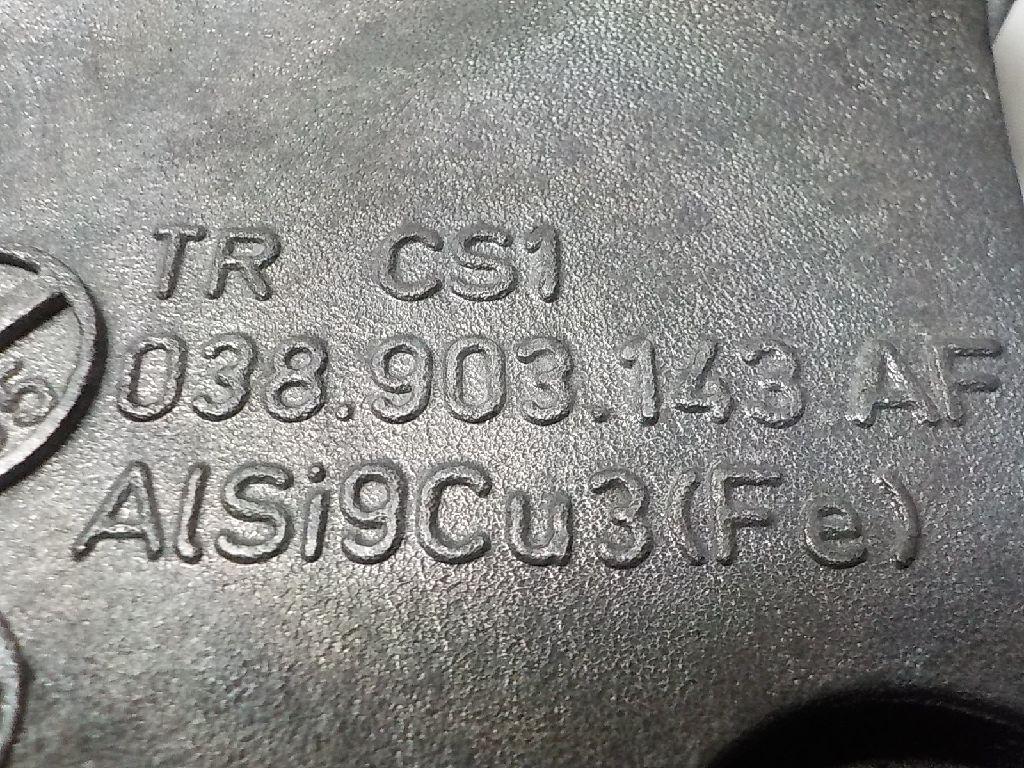 TR CS1
038.903.143 AF
AlSi9Cu3(Fe)